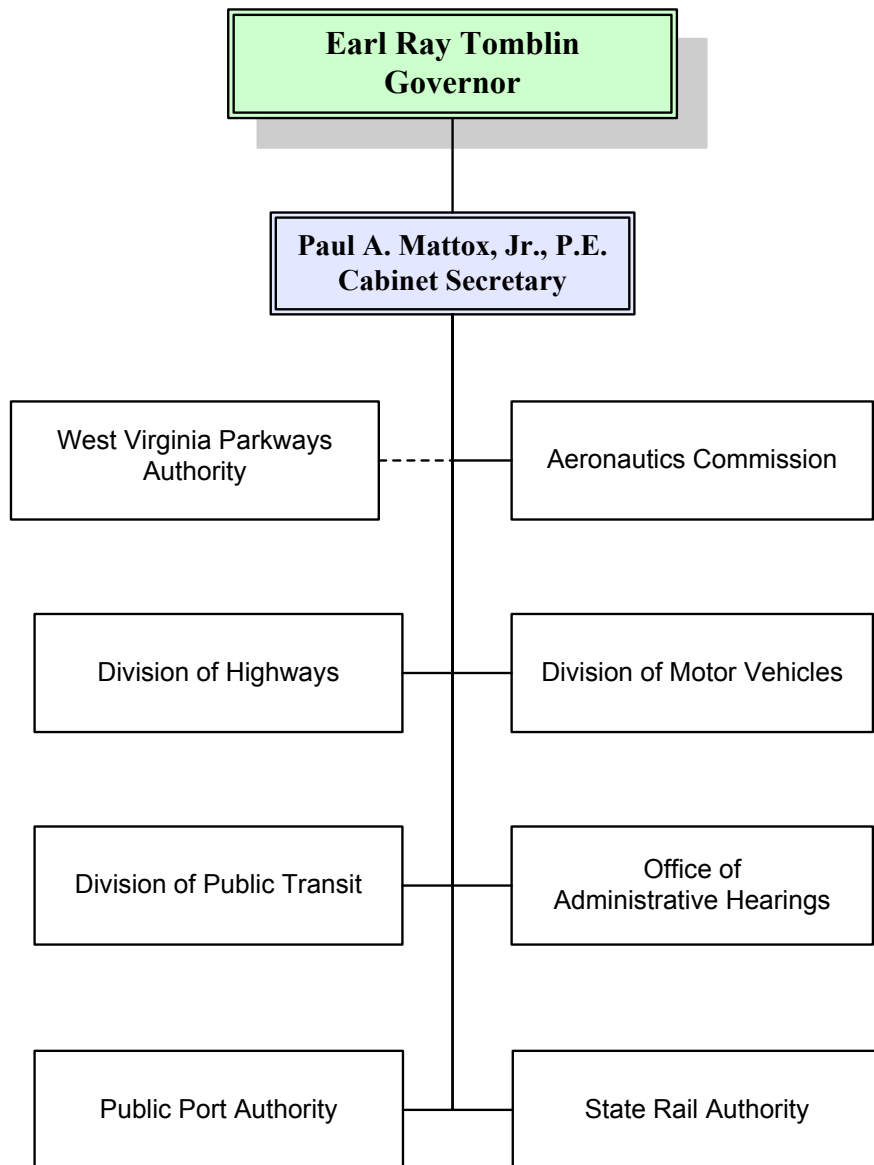 Earl Ray Tomblin
Governor
Paul A. Mattox, Jr., P.E.
Cabinet Secretary
West Virginia Parkways
Authority
Aeronautics Commission
Division of Highways
Division of Motor Vehicles
Division of Public Transit
Office of
Administrative Hearings
Public Port Authority
State Rail Authority